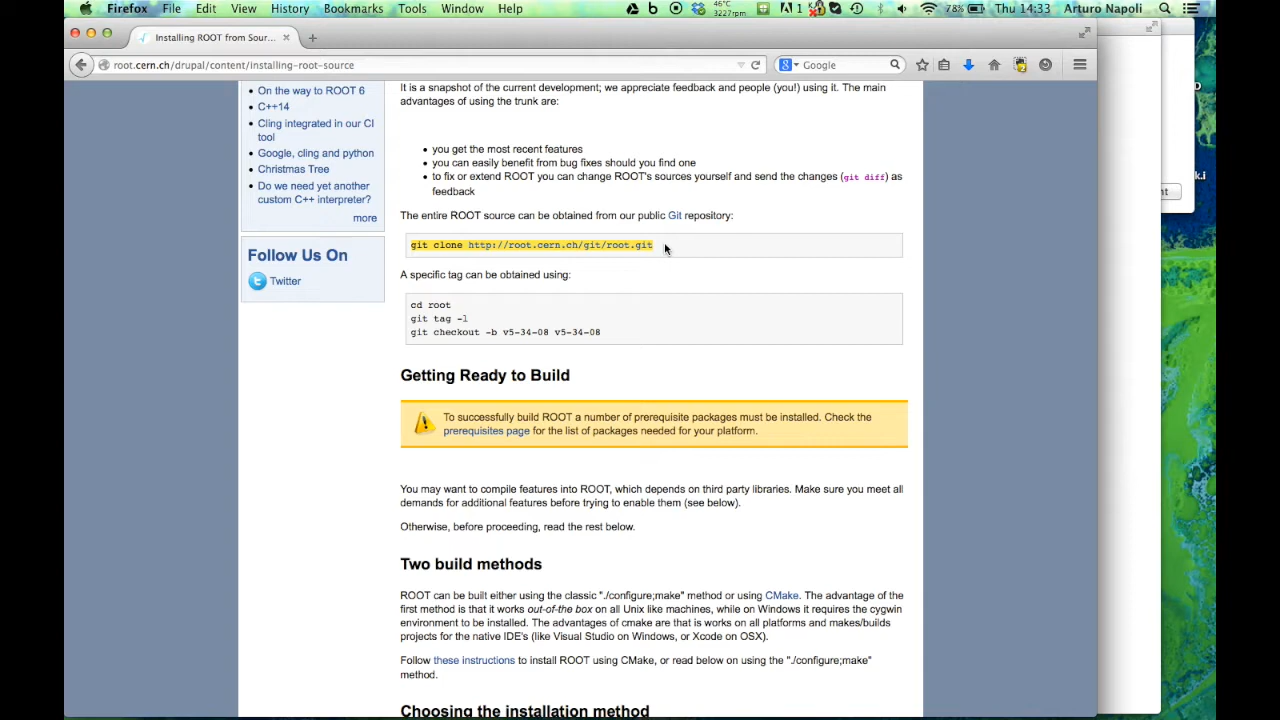 Firefox File Edit View History Bookmarks Tools Window Help 46°C 3227rpm 1 78% Thu 14:33 Arturo Napoli
Installing ROOT from Sour...
root.cern.ch/drupal/content/installing-root-source
Google
On the way to ROOT 6
C++14
Cling integrated in our CI
tool
Google, cling and python
Christmas Tree
Do we need yet another
custom C++ interpreter?
more
Follow Us On
Twitter
It is a snapshot of the current development; we appreciate feedback and people (you!) using it. The main
advantages of using the trunk are:
you get the most recent features
you can easily benefit from bug fixes should you find one
to fix or extend ROOT you can change ROOT's sources yourself and send the changes (git diff) as
feedback
The entire ROOT source can be obtained from our public Git repository:
git clone http://root.cern.ch/git/root.git
A specific tag can be obtained using:
cd root
git tag -l
git checkout -b v5-34-08 v5-34-08
Getting Ready to Build
To successfully build ROOT a number of prerequisite packages must be installed. Check the
prerequisites page for the list of packages needed for your platform.
You may want to compile features into ROOT, which depends on third party libraries. Make sure you meet all
demands for additional features before trying to enable them (see below).
Otherwise, before proceeding, read the rest below.
Two build methods
ROOT can be built either using the classic "./configure;make" method or using CMake. The advantage of the
first method is that it works out-of-the box on all Unix like machines, while on Windows it requires the cygwin
environment to be installed. The advantages of cmake are that is works on all platforms and makes/builds
projects for the native IDE's (like Visual Studio on Windows, or Xcode on OSX).
Follow these instructions to install ROOT using CMake, or read below on using the "./configure;make"
method.
Choosing the installation method